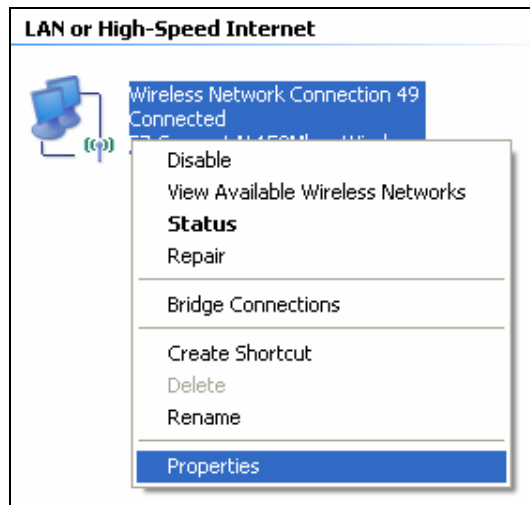 LAN or High-Speed Internet
Wireless Network Connection 49
Connected
Disable
View Available Wireless Networks
Status
Repair
Bridge Connections
Create Shortcut
Delete
Rename
Properties